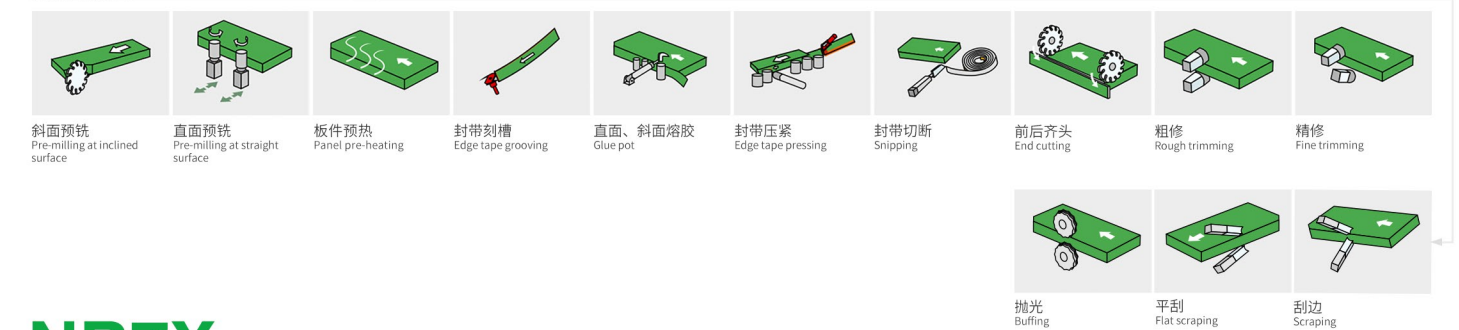 斜面预铣
Pre-milling at inclined
surface
直面预铣
Pre-milling at straight
surface
板件预热
Panel pre-heating
封带刻槽
Edge tape grooving
直面、斜面熔胶
Glue pot
封带压紧
Edge tape pressing
封带切断
Snipping
前后齐头
End cutting
粗修
Rough trimming
精修
Fine trimming
抛光
Buffing
平刮
Flat scraping
刮边
Scraping